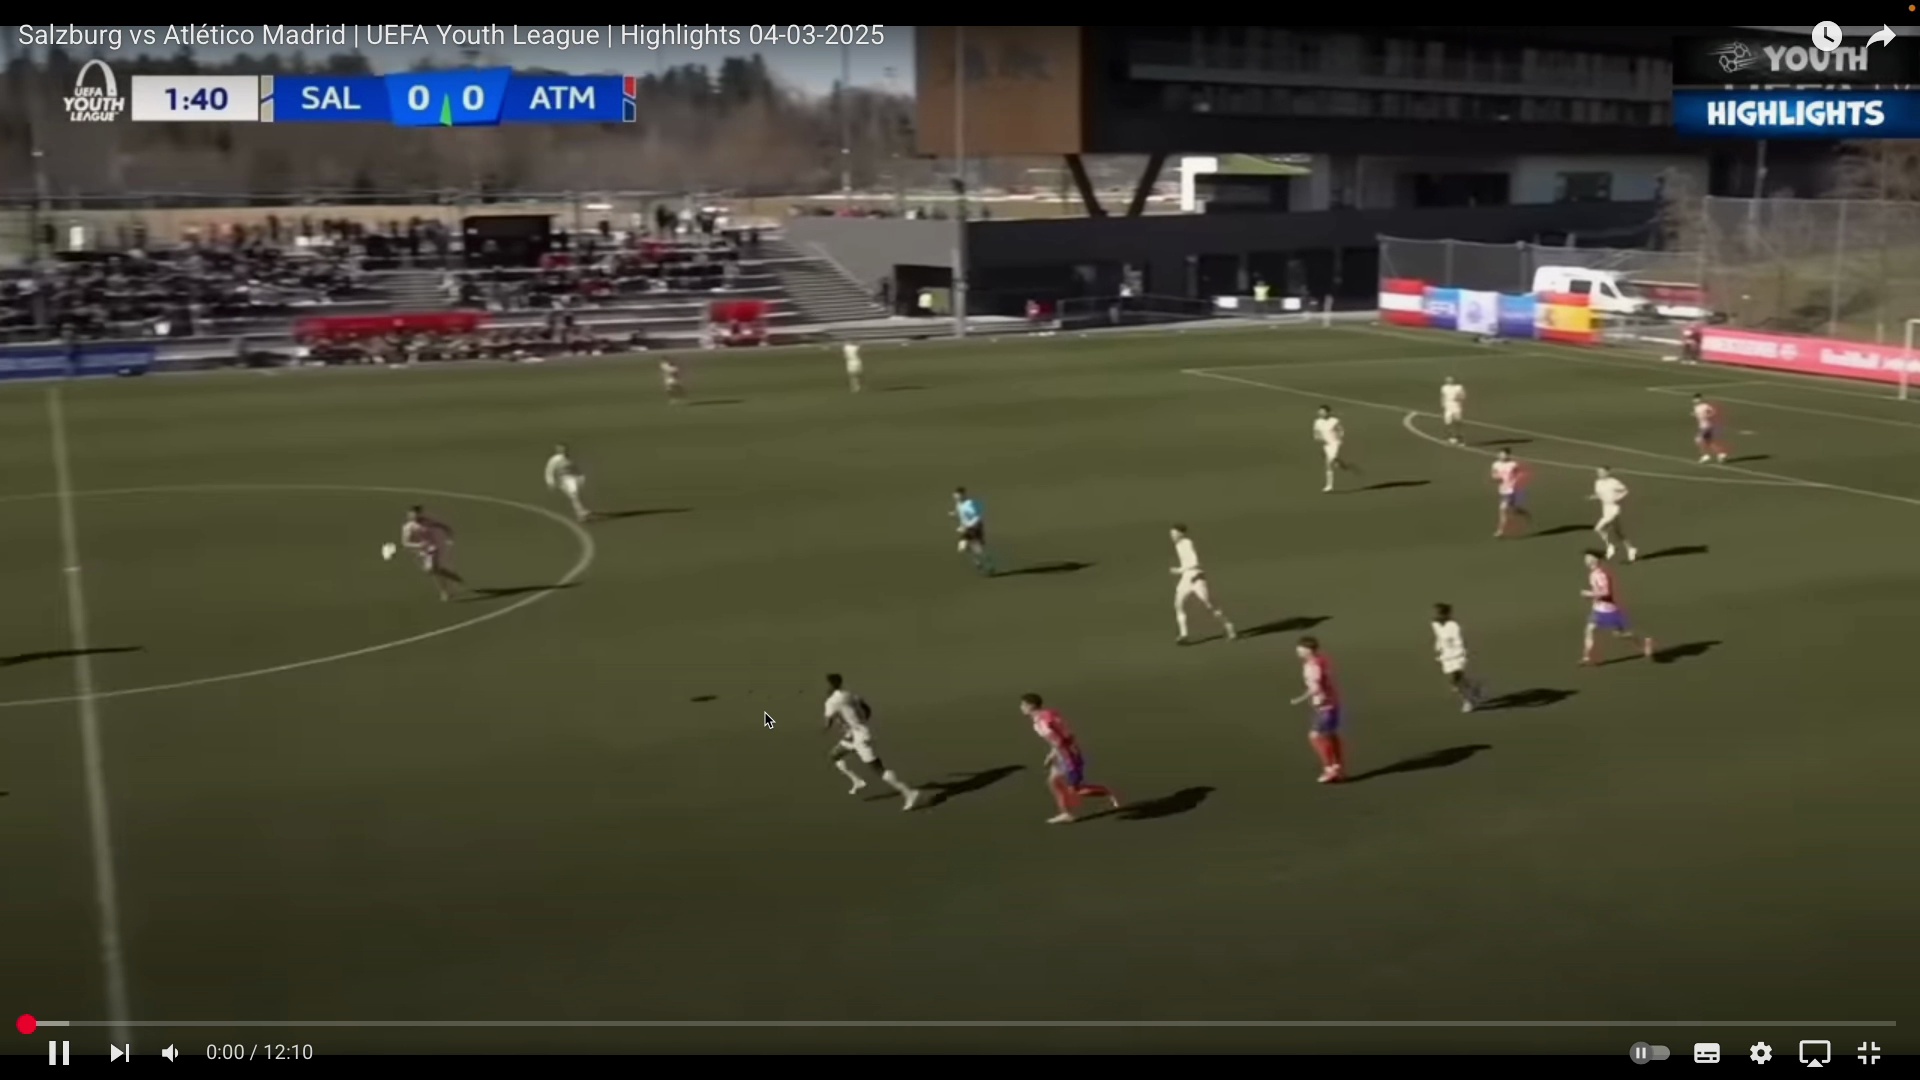 Salzburg vs Atlético Madrid | UEFA Youth League | Highlights 04-03-2025
UEFA
YOUTH
LEAGUE
1:40
SAL
0 0
ATM
YOUTH
HIGHLIGHTS
UEFA
0:00 / 12:10